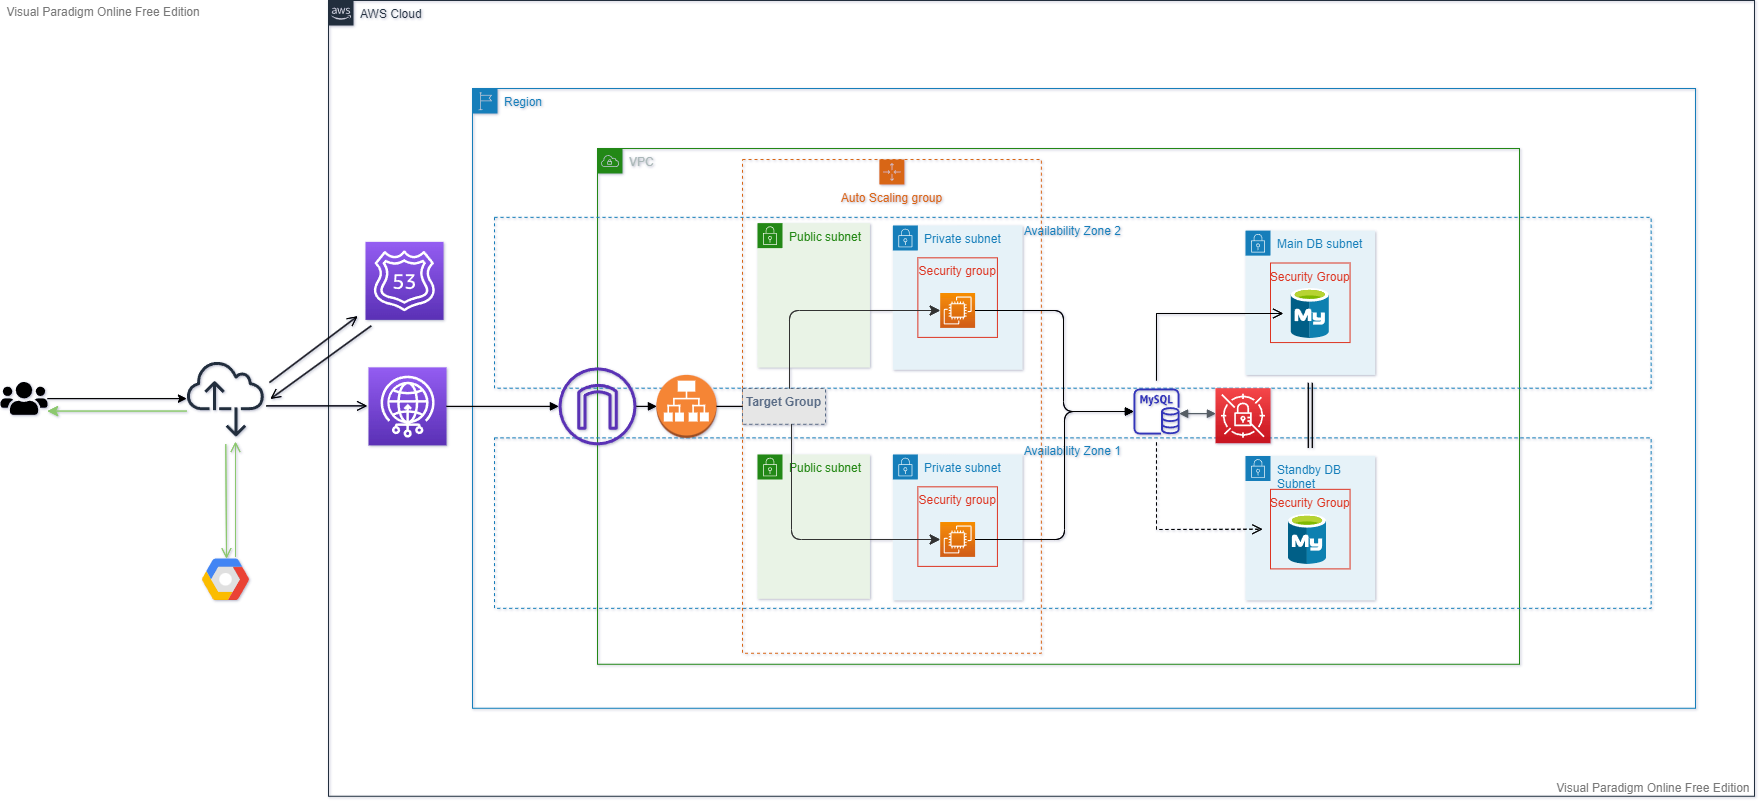 Visual Paradigm Online Free Edition
aws
AWS Cloud
Region
VPC
Auto Scaling group
Public subnet
Private subnet
Availability Zone 2
Main DB subnet
Security group
Security Group
53
My
Target Group
MySQL
Availability Zone 1
Public subnet
Private subnet
Standby DB
Subnet
Security group
Security Group
My
Visual Paradigm Online Free Edition